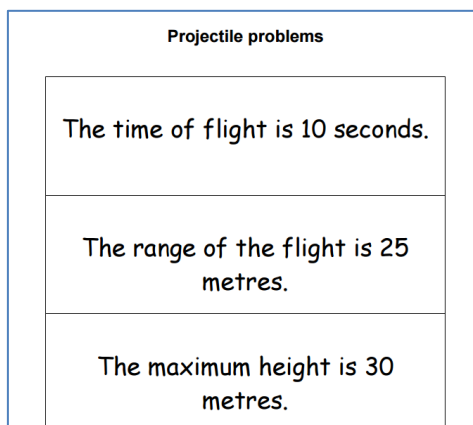 Projectile problems
The time of flight is 10 seconds.
The range of the flight is 25
metres.
The maximum height is 30
metres.